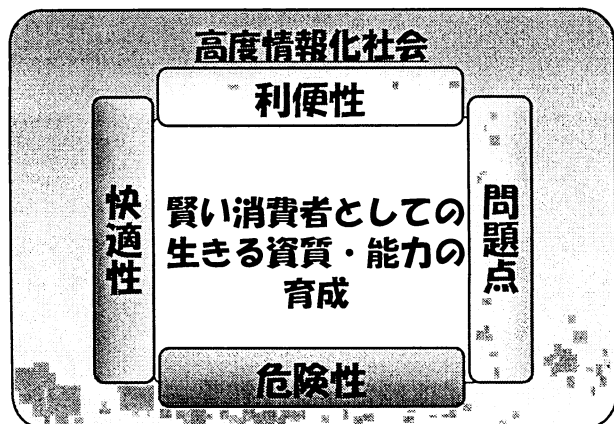 高度情報化社会
利便性
快適性
賢い消費者としての
生きる資質・能力の
育成
問題点
危険性